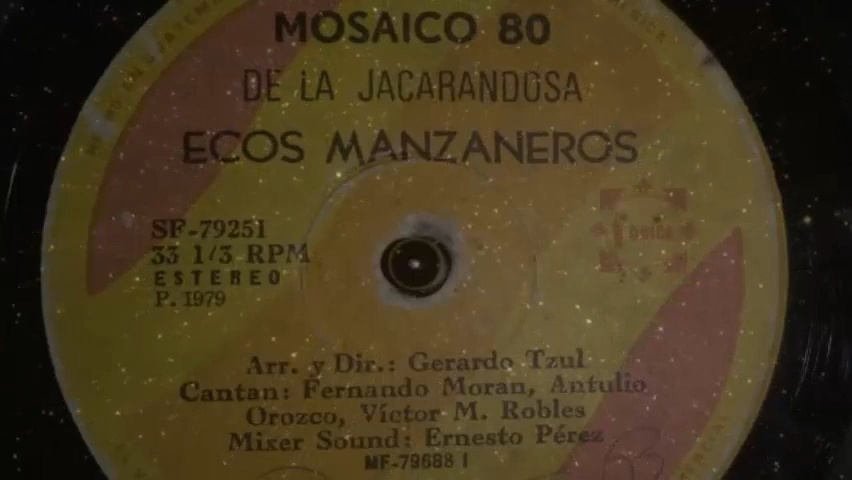 MOSAICO 80
DE LA JACARANDOSA
ECOS MANZANEROS
SF-79251
33 1/3 RPM
ESTEREO
P. 1979
Arr. y Dir.: Gerardo Tzul
Cantan: Fernando Moran, Antulio
Orozco, Víctor M. Robles
Mixer Sound: Ernesto Pérez
MF-79688 I
63